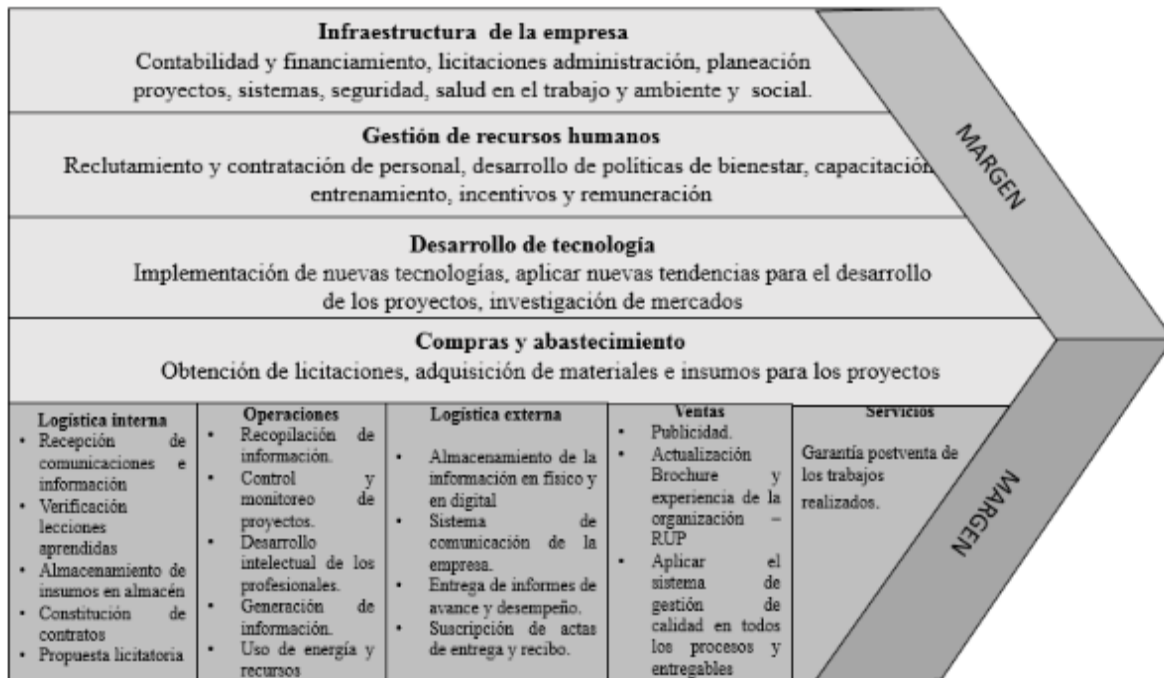 Infraestructura de la empresa
Contabilidad y financiamiento, licitaciones administración, planeación
proyectos, sistemas, seguridad, salud en el trabajo y ambiente y social.
Gestión de recursos humanos
Reclutamiento y contratación de personal, desarrollo de políticas de bienestar, capacitación
entrenamiento, incentivos y remuneración
Desarrollo de tecnología
Implementación de nuevas tecnologías, aplicar nuevas tendencias para el desarrollo
de los proyectos, investigación de mercados
Compras y abastecimiento
Obtención de licitaciones, adquisición de materiales e insumos para los proyectos
MARGEN
Logística interna
• Recepción de
comunicaciones e
información
• Verificación
lecciones
aprendidas
• Almacenamiento de
insumos en almacén
• Constitución de
contratos
• Propuesta licitatoria
Operaciones
• Recopilación de
información.
• Control y
monitoreo de
proyectos.
• Desarrollo
intelectual de los
profesionales.
• Generación de
información.
• Uso de energía y
recursos
Logística externa
• Almacenamiento de la
información en físico y
en digital
• Sistema de
comunicación de la
empresa.
• Entrega de informes de
avance y desempeño.
• Suscripción de actas
de entrega y recibo.
Ventas
• Publicidad.
• Actualización
Brochure y
experiencia de la
organización –
RUP
• Aplicar el
sistema de
gestión de
calidad en todos
los procesos y
entregables
Servicios
Garantía postventa de
los trabajos
realizados.
MARGEN